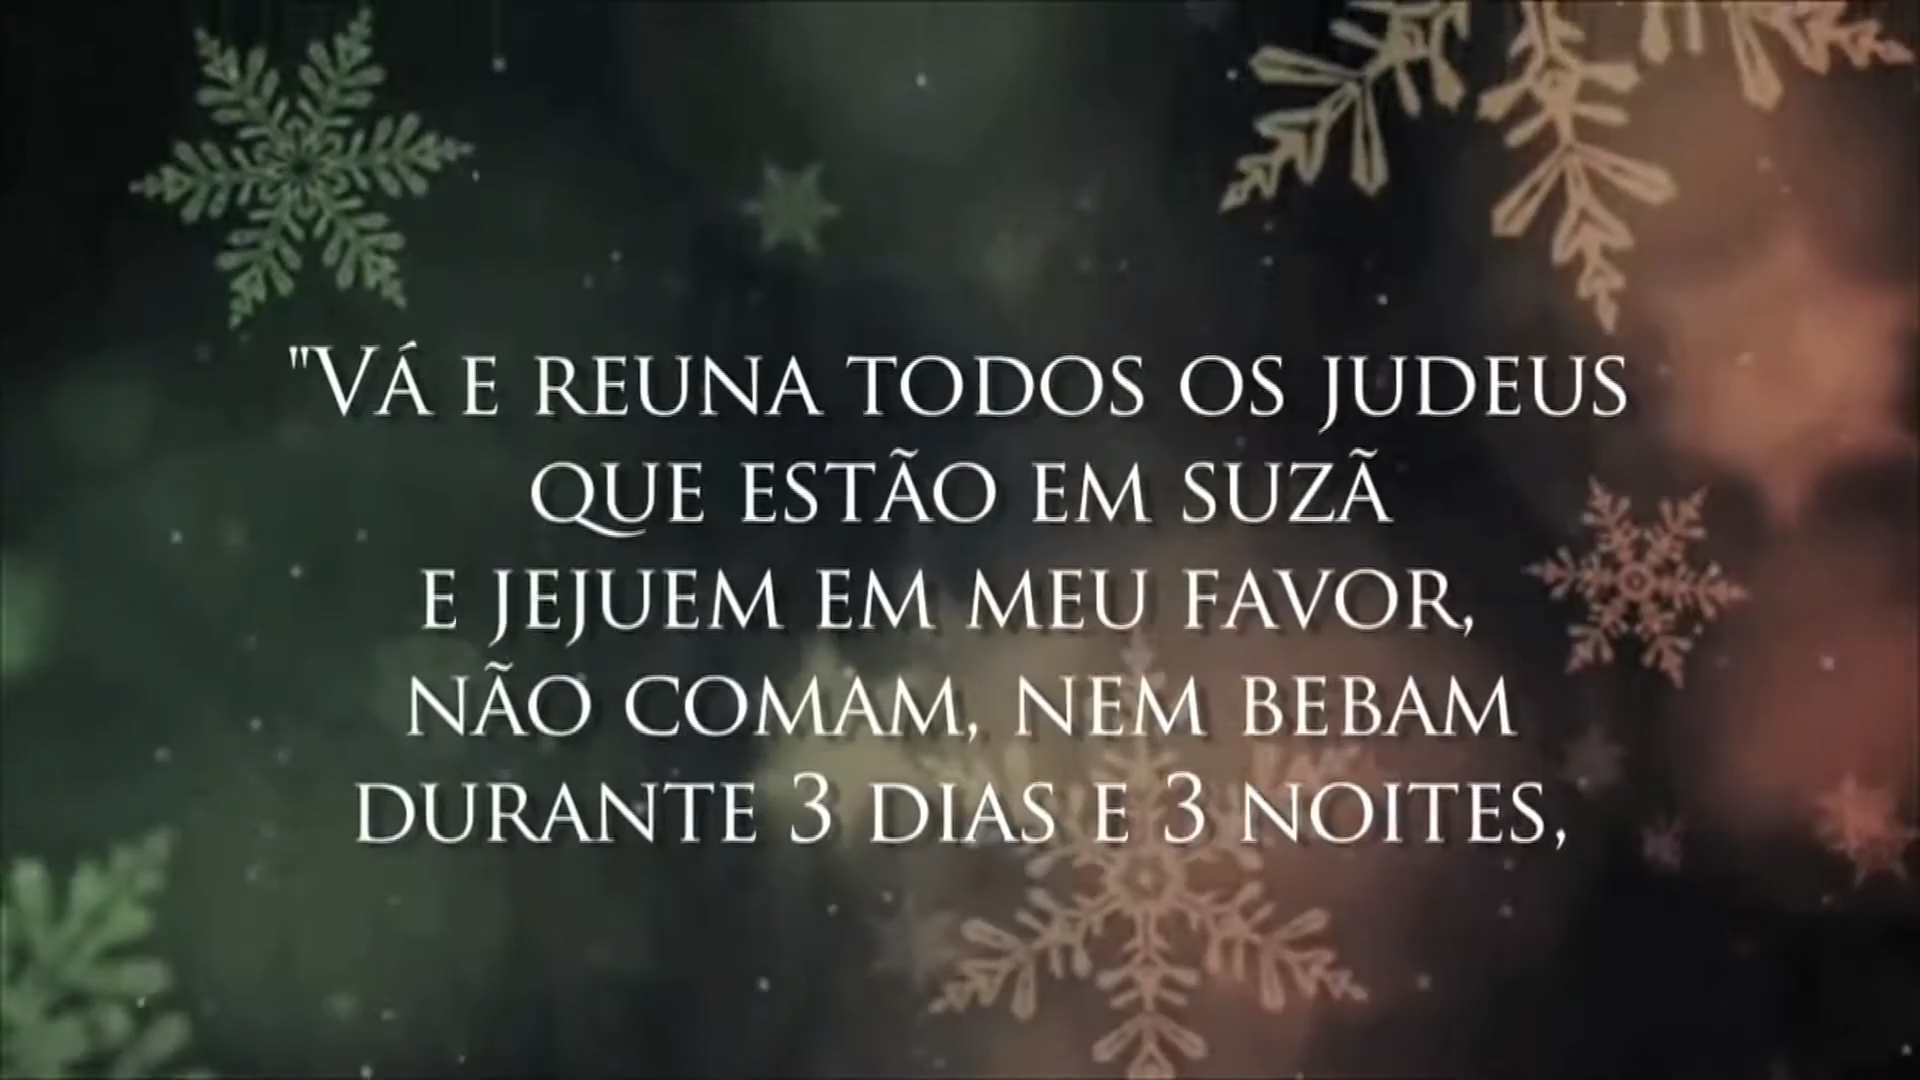 "Vá e reuna todos os judeus
que estão em suzã
e jejuem em meu favor,
não comam, nem bebam
durante 3 dias e 3 noites,